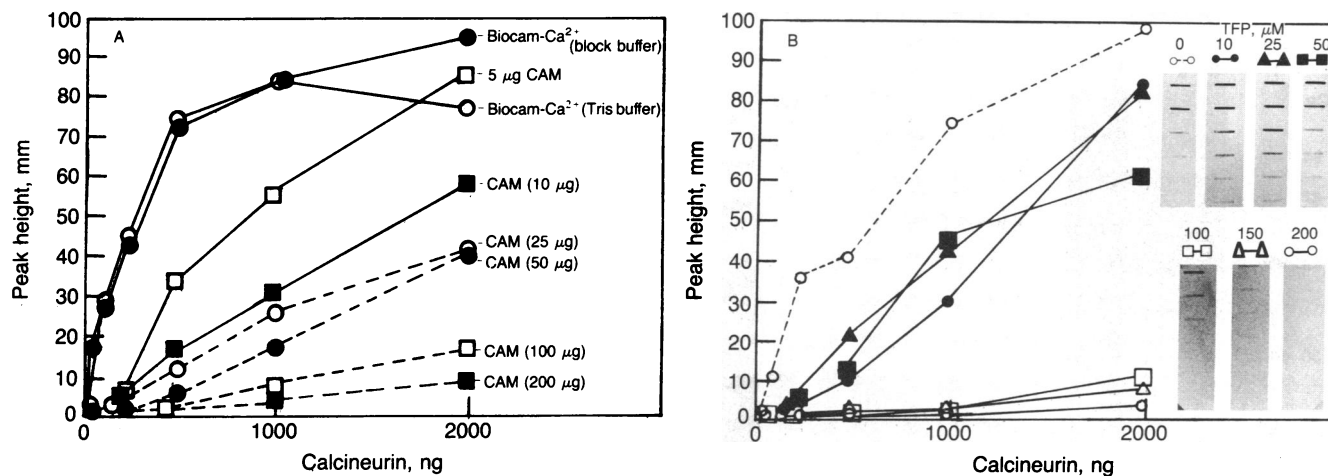 A
Peak height, mm
100
90
80
70
60
50
40
30
20
10
0
0
1000
2000
Calcineurin, ng
Biocam-Ca²⁺
(block buffer)
5 µg CAM
Biocam-Ca²⁺ (Tris buffer)
CAM (10 µg)
CAM (25 µg)
CAM (50 µg)
CAM (100 µg)
CAM (200 µg)
B
Peak height, mm
100
90
80
70
60
50
40
30
20
10
0
0
1000
2000
Calcineurin, ng
TFP, µM
0 10 25 50
100 150 200